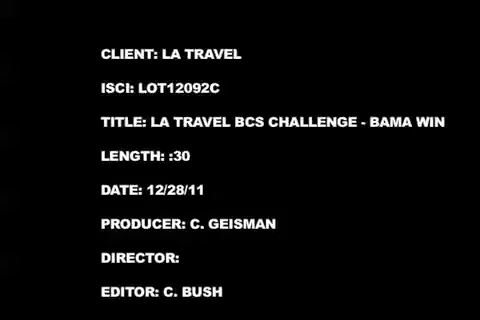 CLIENT: LA TRAVEL
ISCI: LOT12092C
TITLE: LA TRAVEL BCS CHALLENGE - BAMA WIN
LENGTH: :30
DATE: 12/28/11
PRODUCER: C. GEISMAN
DIRECTOR:
EDITOR: C. BUSH